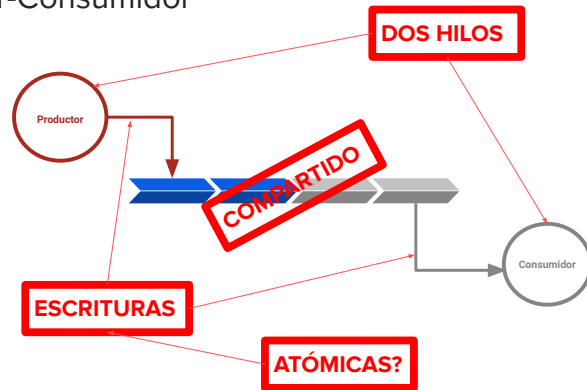 r-Consumidor
DOS HILOS
Productor
COMPARTIDO
Consumidor
ESCRITURAS
ATÓMICAS?